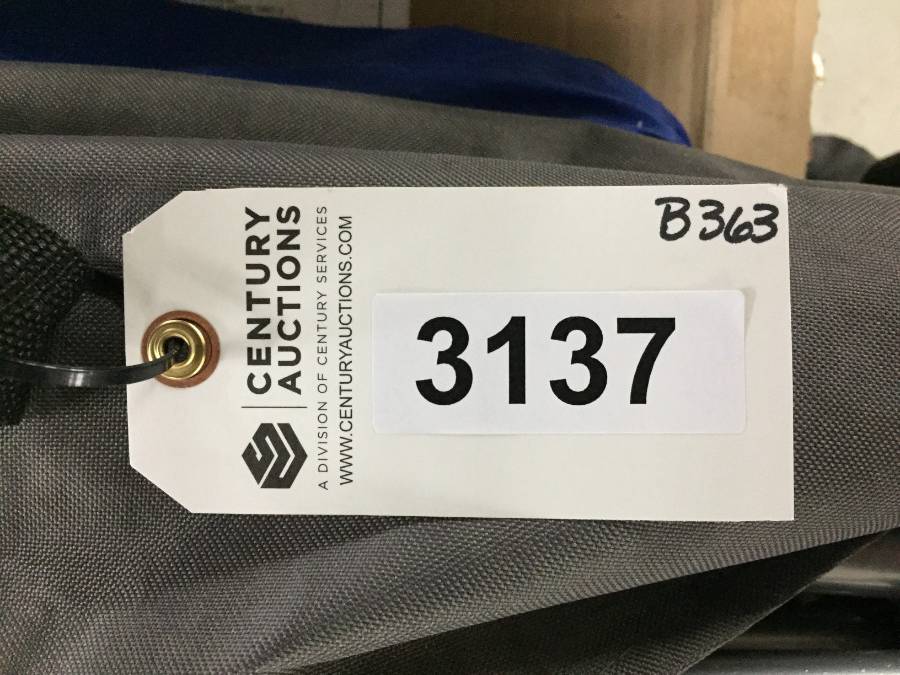 CENTURY
AUCTIONS
A DIVISION OF CENTURY SERVICES
WWW.CENTURYAUCTIONS.COM
B363
3137